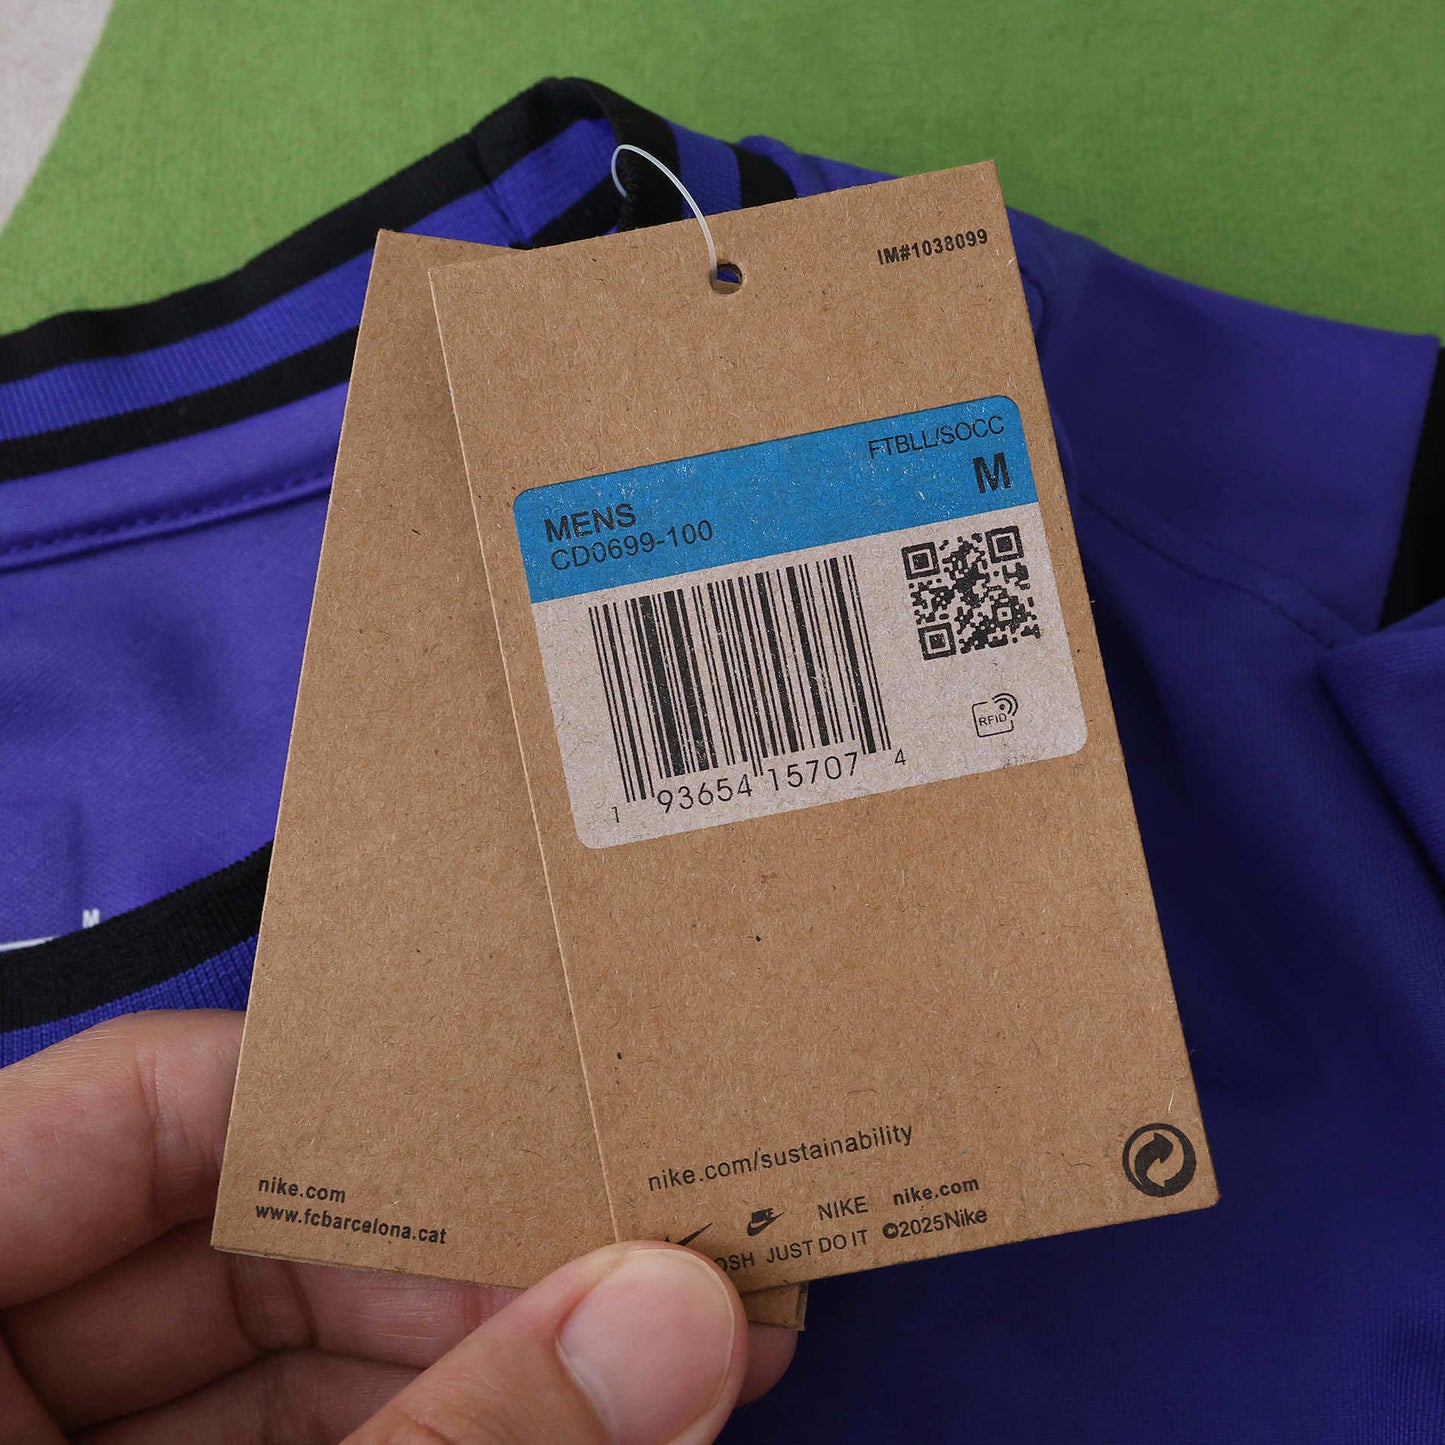 IM#1038099
FTBLL/SOCC
M
MENS
CD0699-100
RFID
1 93654 15707 4
M
nike.com/sustainability
NIKE nike.com
JUST DO IT ©2025Nike
nike.com
www.fcbarcelona.cat